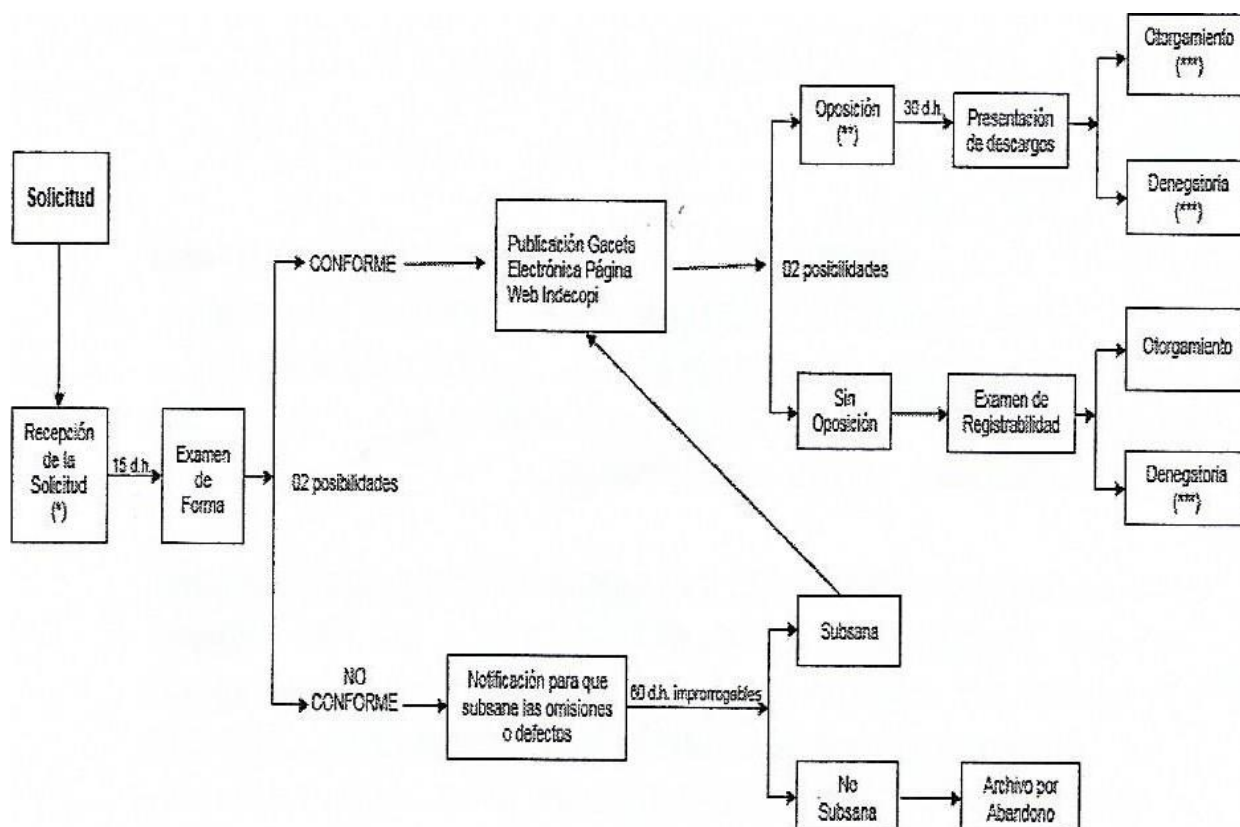 Solicitud
Recepción
de la
Solicitud
(*)
15 d.h.
Examen
de
Forma
02 posibilidades
CONFORME
Publicación Gaceta
Electrónica Página
Web Indecopi
02 posibilidades
Oposición
(**)
30 d.h.
Presentación
de descargos
Otorgamiento
(***)
Denegatoria
(***)
Sin
Oposición
Examen de
Registrabilidad
Otorgamiento
Denegatoria
(***)
NO
CONFORME
Notificación para que
subsane las omisiones
o defectos
60 d.h. improrrogables
Subsana
No
Subsana
Archivo por
Abandono